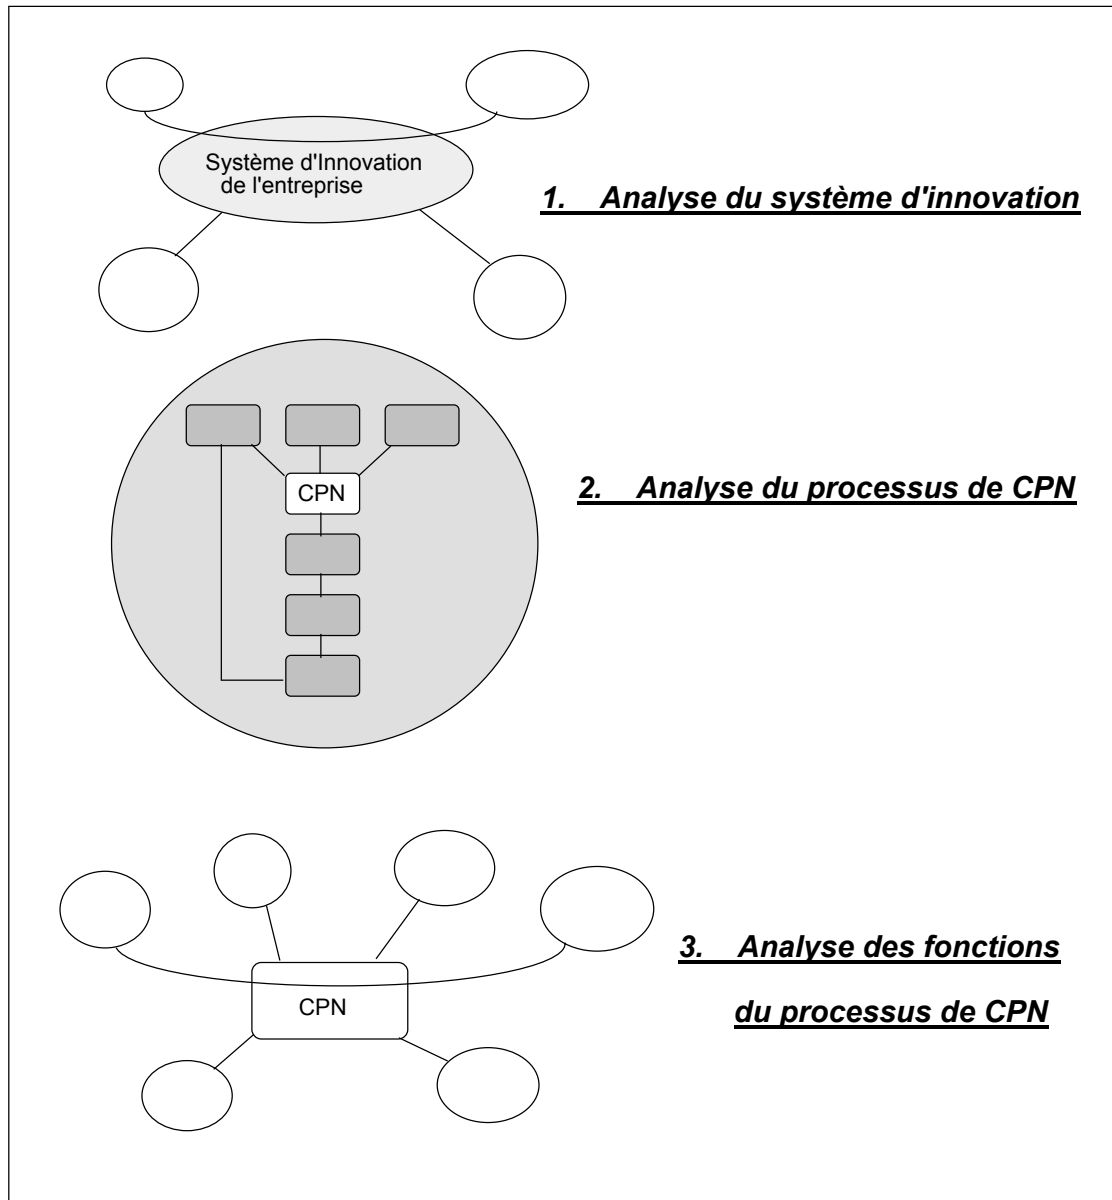 Système d'Innovation
de l'entreprise
1. Analyse du système d'innovation
CPN
2. Analyse du processus de CPN
CPN
3. Analyse des fonctions
du processus de CPN